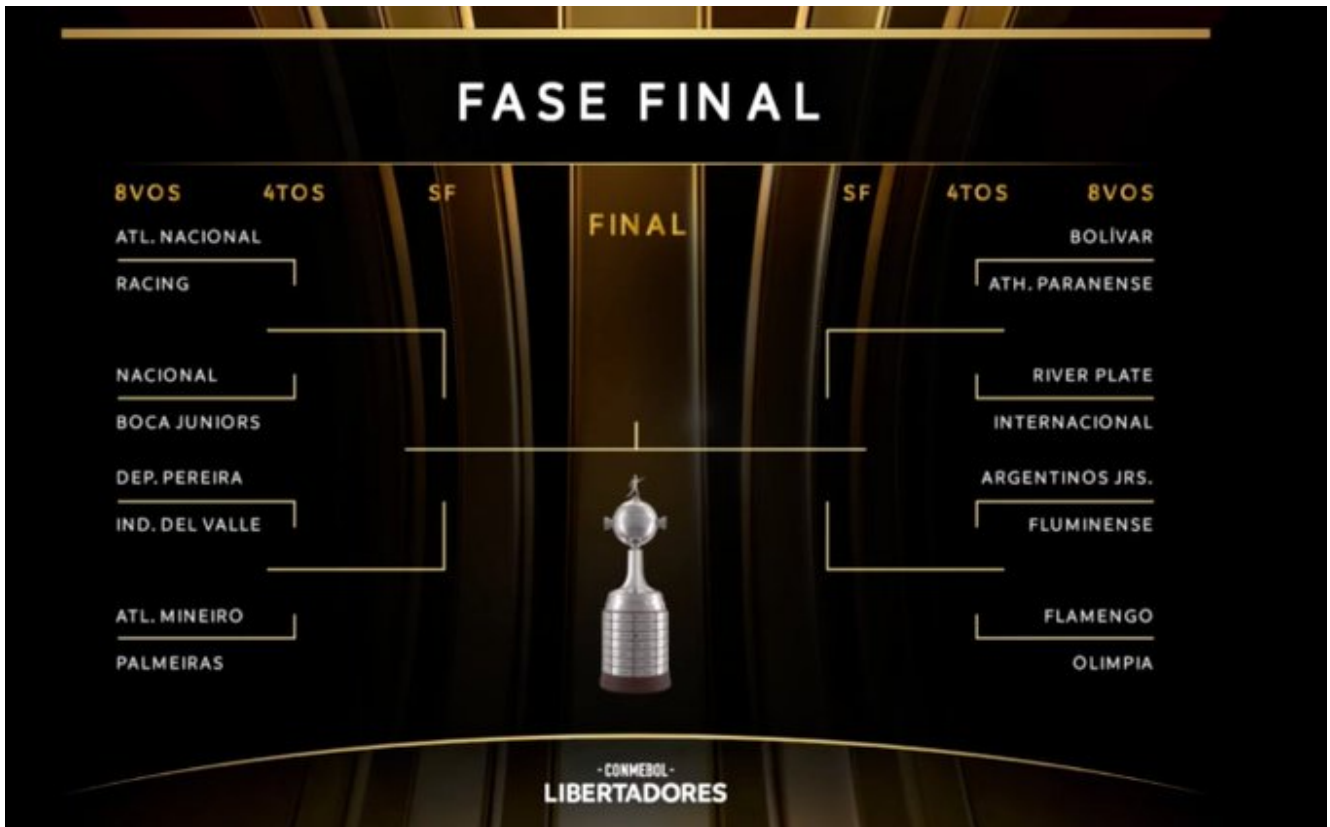 FASE FINAL
8VOS 4TOS SF FINAL SF 4TOS 8VOS
ATL. NACIONAL BOLÍVAR
RACING ATH. PARANENSE
NACIONAL RIVER PLATE
BOCA JUNIORS INTERNACIONAL
DEP. PEREIRA ARGENTINOS JRS.
IND. DEL VALLE FLUMINENSE
ATL. MINEIRO FLAMENGO
PALMEIRAS OLIMPIA
-CONMEBOL-
LIBERTADORES